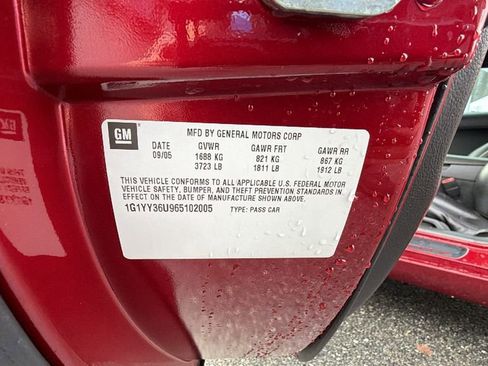 GM
MFD BY GENERAL MOTORS CORP
DATE GVWR GAWR FRT GAWR RR
09/05 1688 KG 821 KG 867 KG
3723 LB 1811 LB 1912 LB
THIS VEHICLE CONFORMS TO ALL APPLICABLE U.S. FEDERAL MOTOR
VEHICLE SAFETY, BUMPER, AND THEFT PREVENTION STANDARDS IN
EFFECT ON THE DATE OF MANUFACTURE SHOWN ABOVE.
1G1YY36U965102005 TYPE: PASS CAR